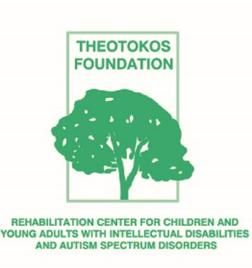 THEOTOKOS
FOUNDATION
REHABILITATION CENTER FOR CHILDREN AND
YOUNG ADULTS WITH INTELLECTUAL DISABILITIES
AND AUTISM SPECTRUM DISORDERS